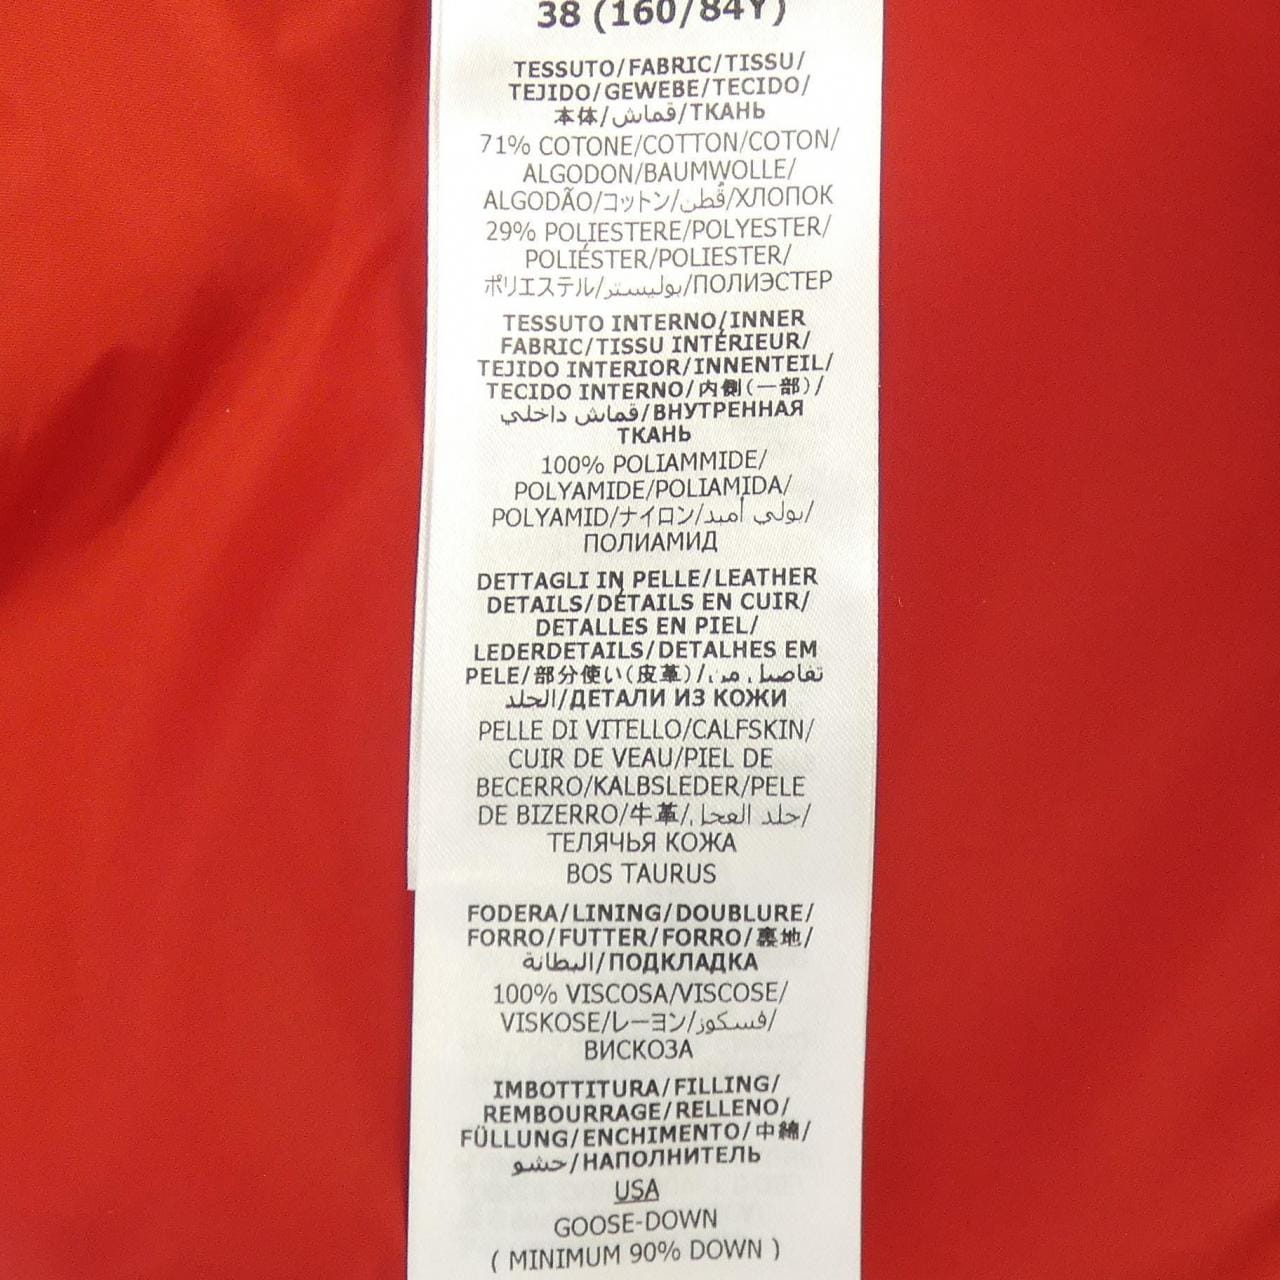 38 (160/84Y)
TESSUTO/FABRIC/TISSU/
TEJIDO/GEWEBE/TECIDO/
本体/قماش/ТКАНЬ
71% COTONE/COTTON/COTON/
ALGODON/BAUMWOLLE/
ALGODÃO/コットン/قُطن/ХЛОПОК
29% POLIESTERE/POLYESTER/
POLIÉSTER/POLIESTER/
ポリエステル/بوليستر/ПОЛИЭСТЕР
TESSUTO INTERNO/INNER
FABRIC/TISSU INTÉRIEUR/
TEJIDO INTERIOR/INNENTEIL/
TECIDO INTERNO/内側(一部)/
قماش داخلي/ВНУТРЕННАЯ
ТКАНЬ
100% POLIAMMIDE/
POLYAMIDE/POLIAMIDA/
POLYAMID/ナイロン/بولي أميد/
ПОЛИАМИД
DETTAGLI IN PELLE/LEATHER
DETAILS/DÉTAILS EN CUIR/
DETALLES EN PIEL/
LEDERDETAILS/DETALHES EM
PELE/部分使い(皮革)/تفاصيل من
الجلد/ДЕТАЛИ ИЗ КОЖИ
PELLE DI VITELLO/CALFSKIN/
CUIR DE VEAU/PIEL DE
BECERRO/KALBSLEDER/PELE
DE BIZERRO/牛革/جلد العجل/
ТЕЛЯЧЬЯ КОЖА
BOS TAURUS
FODERA/LINING/DOUBLURE/
FORRO/FUTTER/FORRO/裏地/
البطانة/ПОДКЛАДКА
100% VISCOSA/VISCOSE/
VISKOSE/レーヨン/فسكوز/
ВИСКОЗА
IMBOTTITURA/FILLING/
REMBOURRAGE/RELLENO/
FÜLLUNG/ENCHIMENTO/中綿/
حشو/НАПОЛНИТЕЛЬ
USA
GOOSE-DOWN
( MINIMUM 90% DOWN )